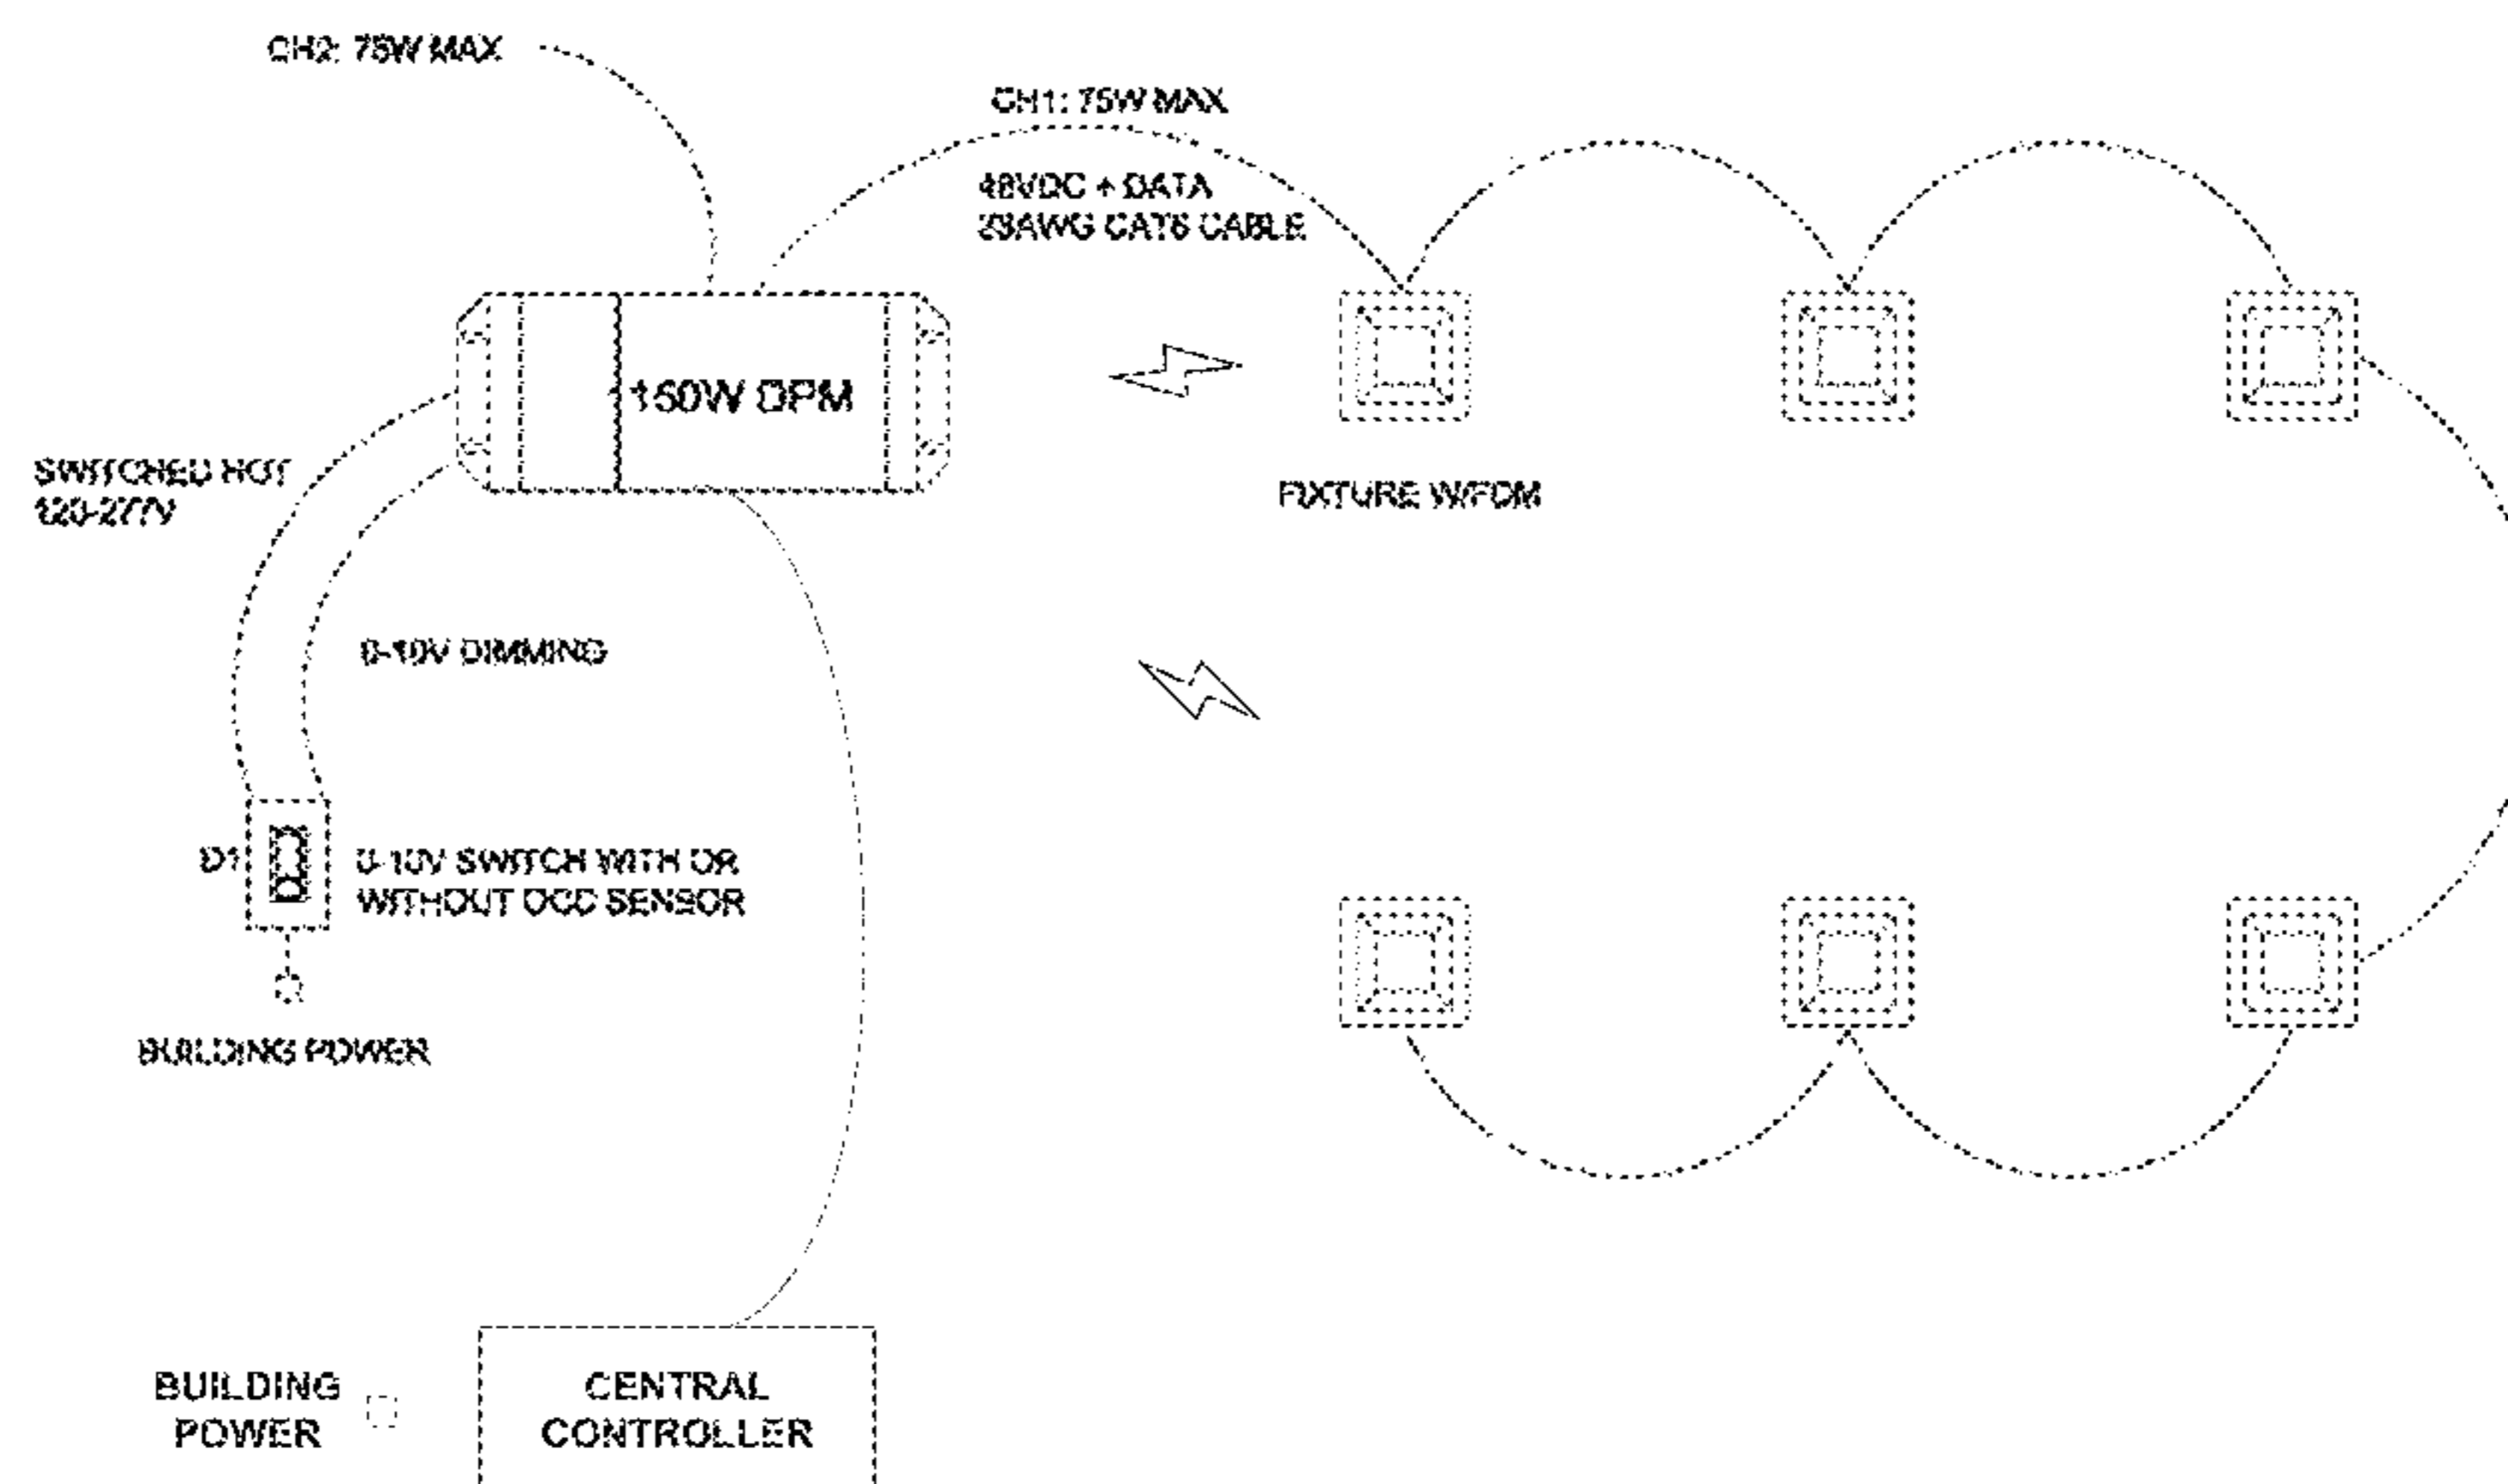 CH2: 75W MAX
CH1: 75W MAX
48VDC + DATA
23AWG CAT6 CABLE
150W DPM
SWITCHED HOT
120-277V
FIXTURE W/FDM
0-10V DIMMING
D1
0-10V SWITCH WITH OR
WITHOUT OCC SENSOR
BUILDING POWER
BUILDING
POWER
CENTRAL
CONTROLLER